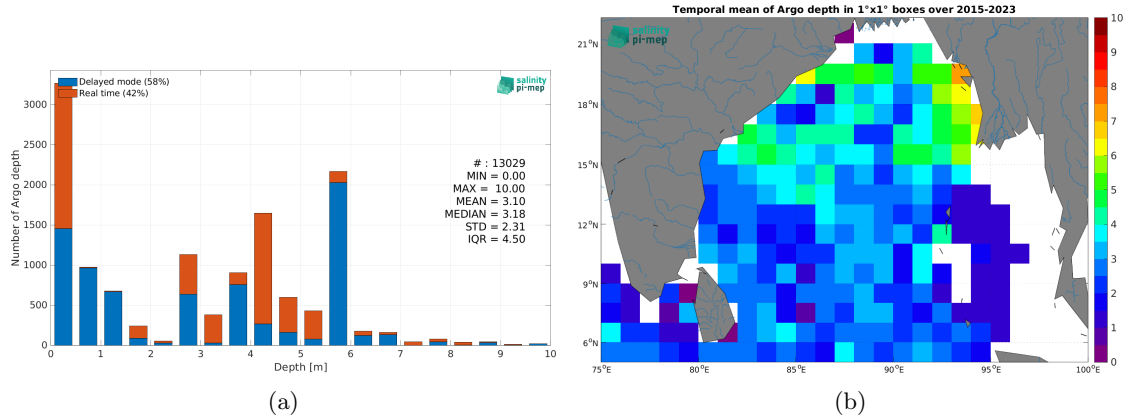 Delayed mode (58%)
Real time (42%)
salinity
pi-mep
# : 13029
MIN = 0.00
MAX = 10.00
MEAN = 3.10
MEDIAN = 3.18
STD = 2.31
IQR = 4.50
Number of Argo depth
3000
2500
2000
1500
1000
500
0
0 1 2 3 4 5 6 7 8 9 10
Depth [m]
(a)
Temporal mean of Argo depth in 1°x1° boxes over 2015-2023
salinity
pi-mep
21°N
18°N
15°N
12°N
9°N
6°N
75°E 80°E 85°E 90°E 95°E 100°E
10
9
8
7
6
5
4
3
2
1
0
(b)